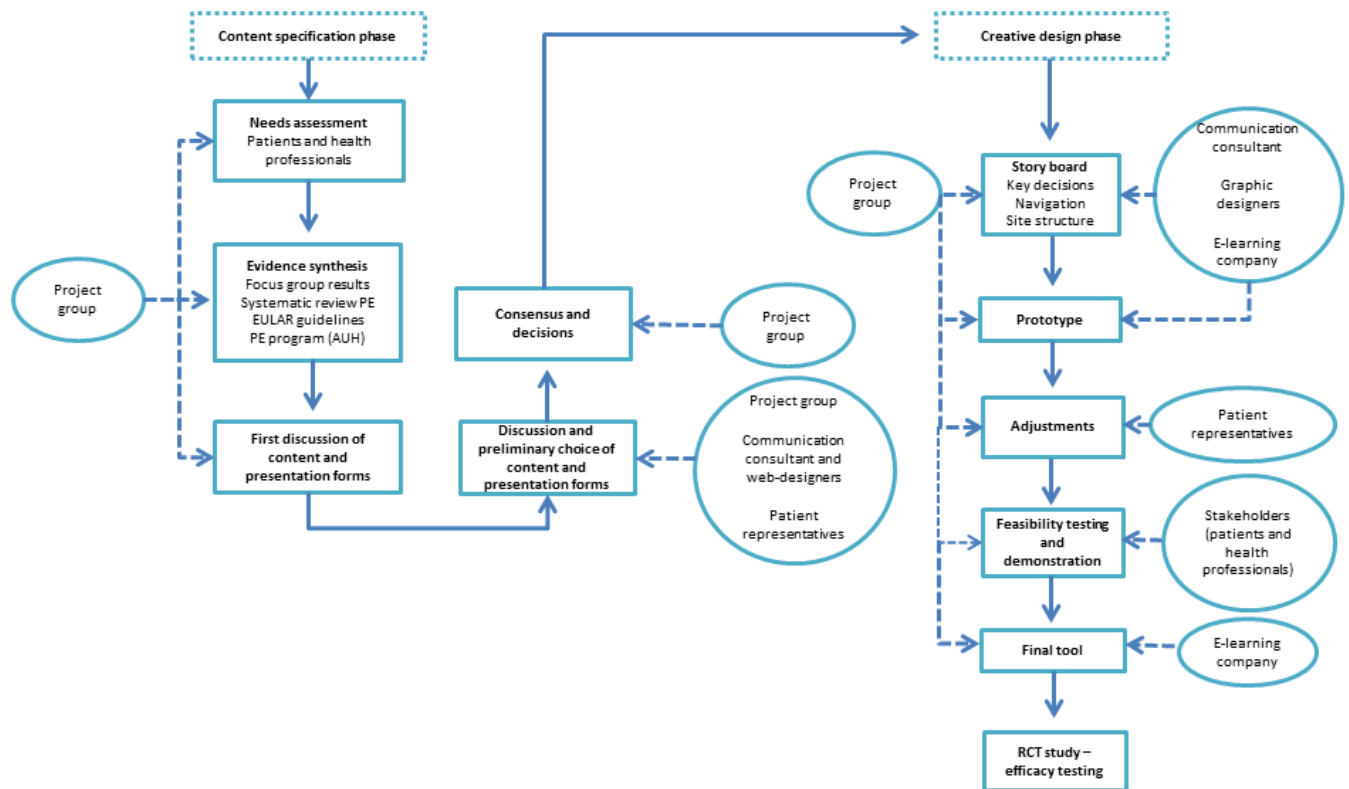 Content specification phase
Needs assessment
Patients and health
professionals
Project
group
Evidence synthesis
Focus group results
Systematic review PE
EULAR guidelines
PE program (AUH)
First discussion of
content and
presentation forms
Consensus and
decisions
Project
group
Discussion and
preliminary choice of
content and
presentation forms
Project group
Communication
consultant and
web-designers
Patient
representatives
Creative design phase
Project
group
Story board
Key decisions
Navigation
Site structure
Communication
consultant
Graphic
designers
E-learning
company
Prototype
Adjustments
Patient
representatives
Feasibility testing
and
demonstration
Stakeholders
(patients and
health
professionals)
Final tool
E-learning
company
RCT study –
efficacy testing